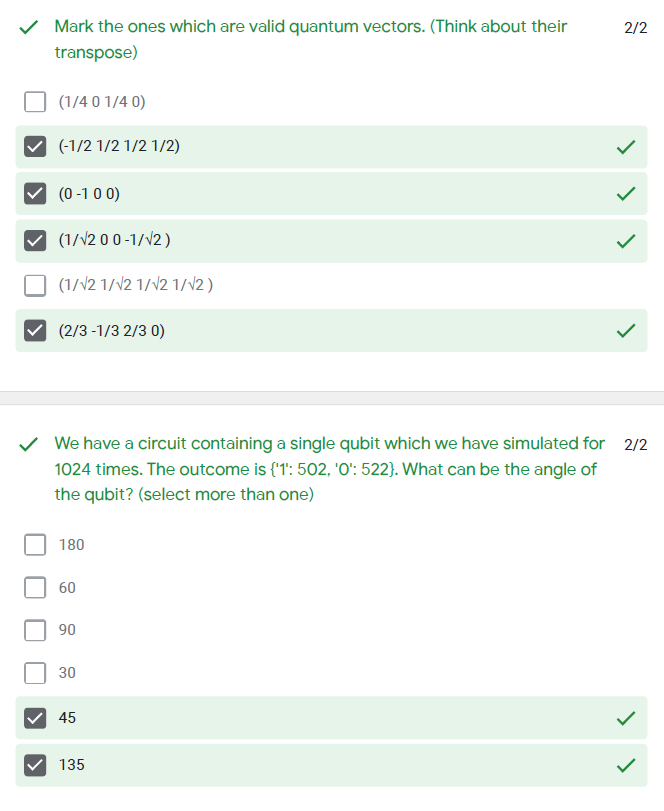 Mark the ones which are valid quantum vectors. (Think about their
2/2
transpose)
(1/4 0 1/4 0)
(-1/2 1/2 1/2 1/2)
(0 -1 0 0)
(1/√2 0 0 -1/√2 )
(1/√2 1/√2 1/√2 1/√2 )
(2/3 -1/3 2/3 0)
We have a circuit containing a single qubit which we have simulated for
2/2
1024 times. The outcome is {'1': 502, '0': 522}. What can be the angle of
the qubit? (select more than one)
180
60
90
30
45
135